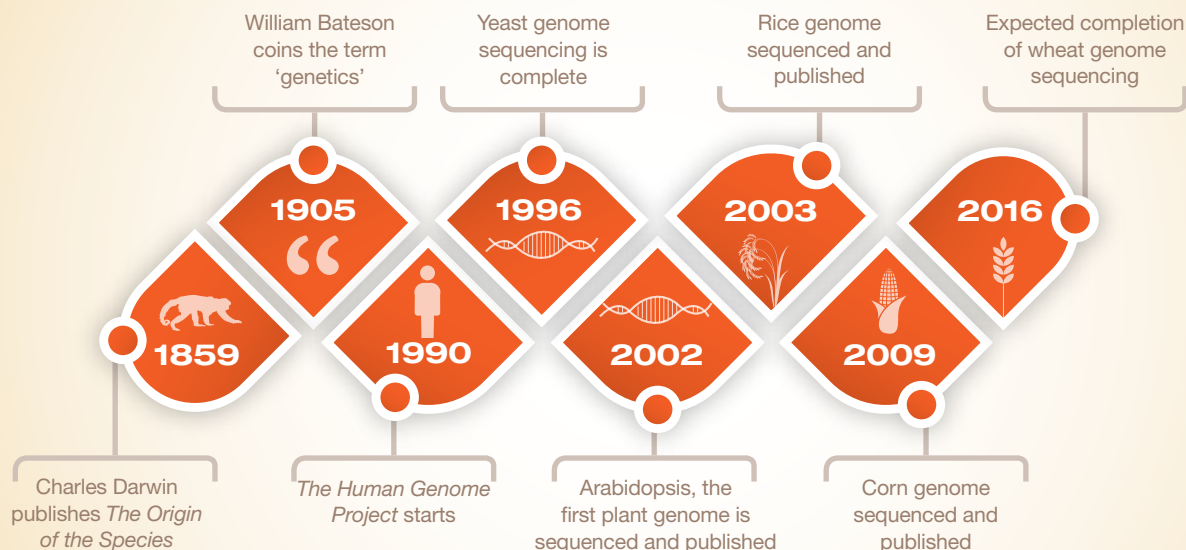 William Bateson
coins the term
‘genetics’
Yeast genome
sequencing is
complete
Rice genome
sequenced and
published
Expected completion
of wheat genome
sequencing
1905
1996
2003
2016
1859
1990
2002
2009
Charles Darwin
publishes The Origin
of the Species
The Human Genome
Project starts
Arabidopsis, the
first plant genome is
sequenced and published
Corn genome
sequenced and
published